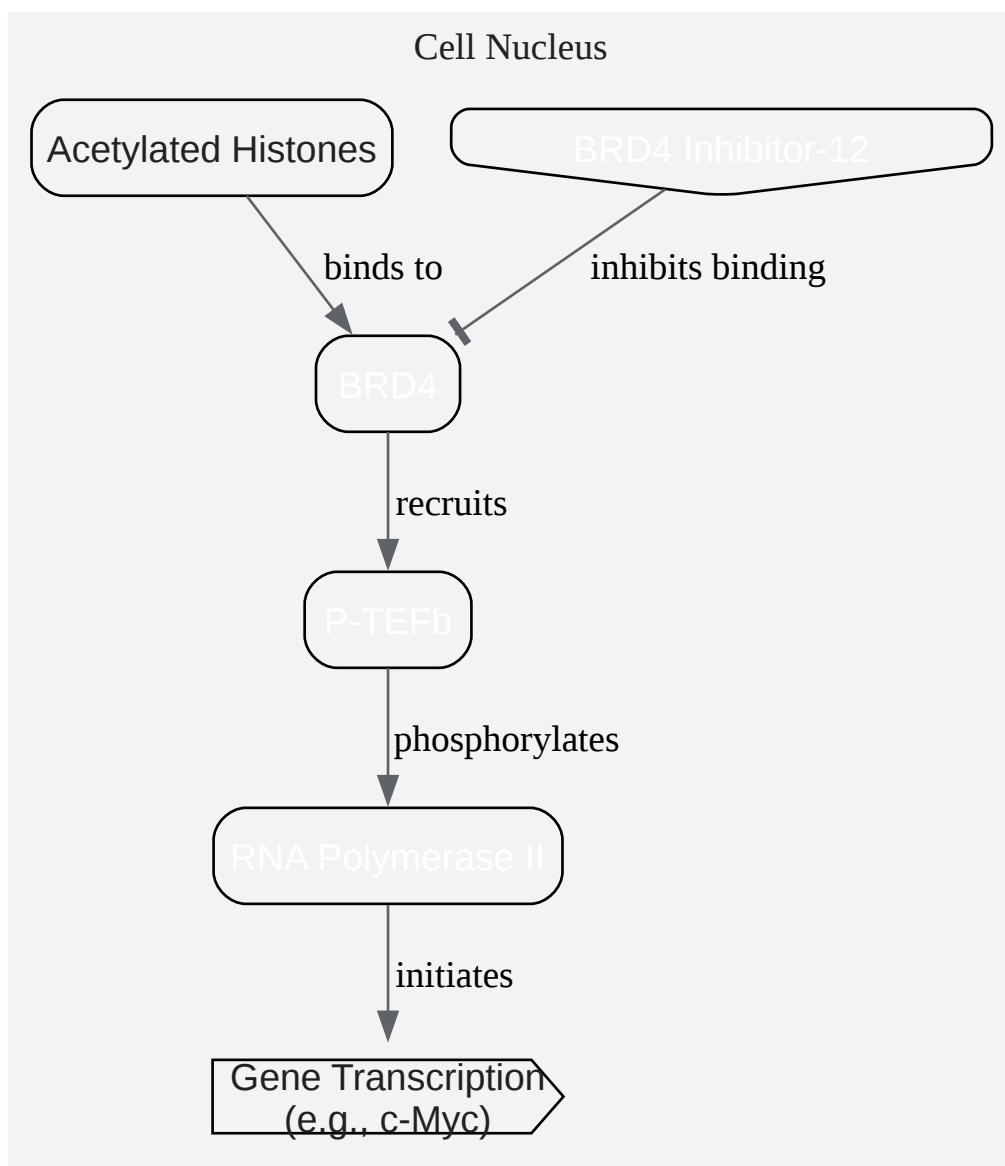 Cell Nucleus
Acetylated Histones
BRD4 Inhibitor-12
binds to
inhibits binding
BRD4
recruits
P-TEFb
phosphorylates
RNA Polymerase II
initiates
Gene Transcription
(e.g., c-Myc)